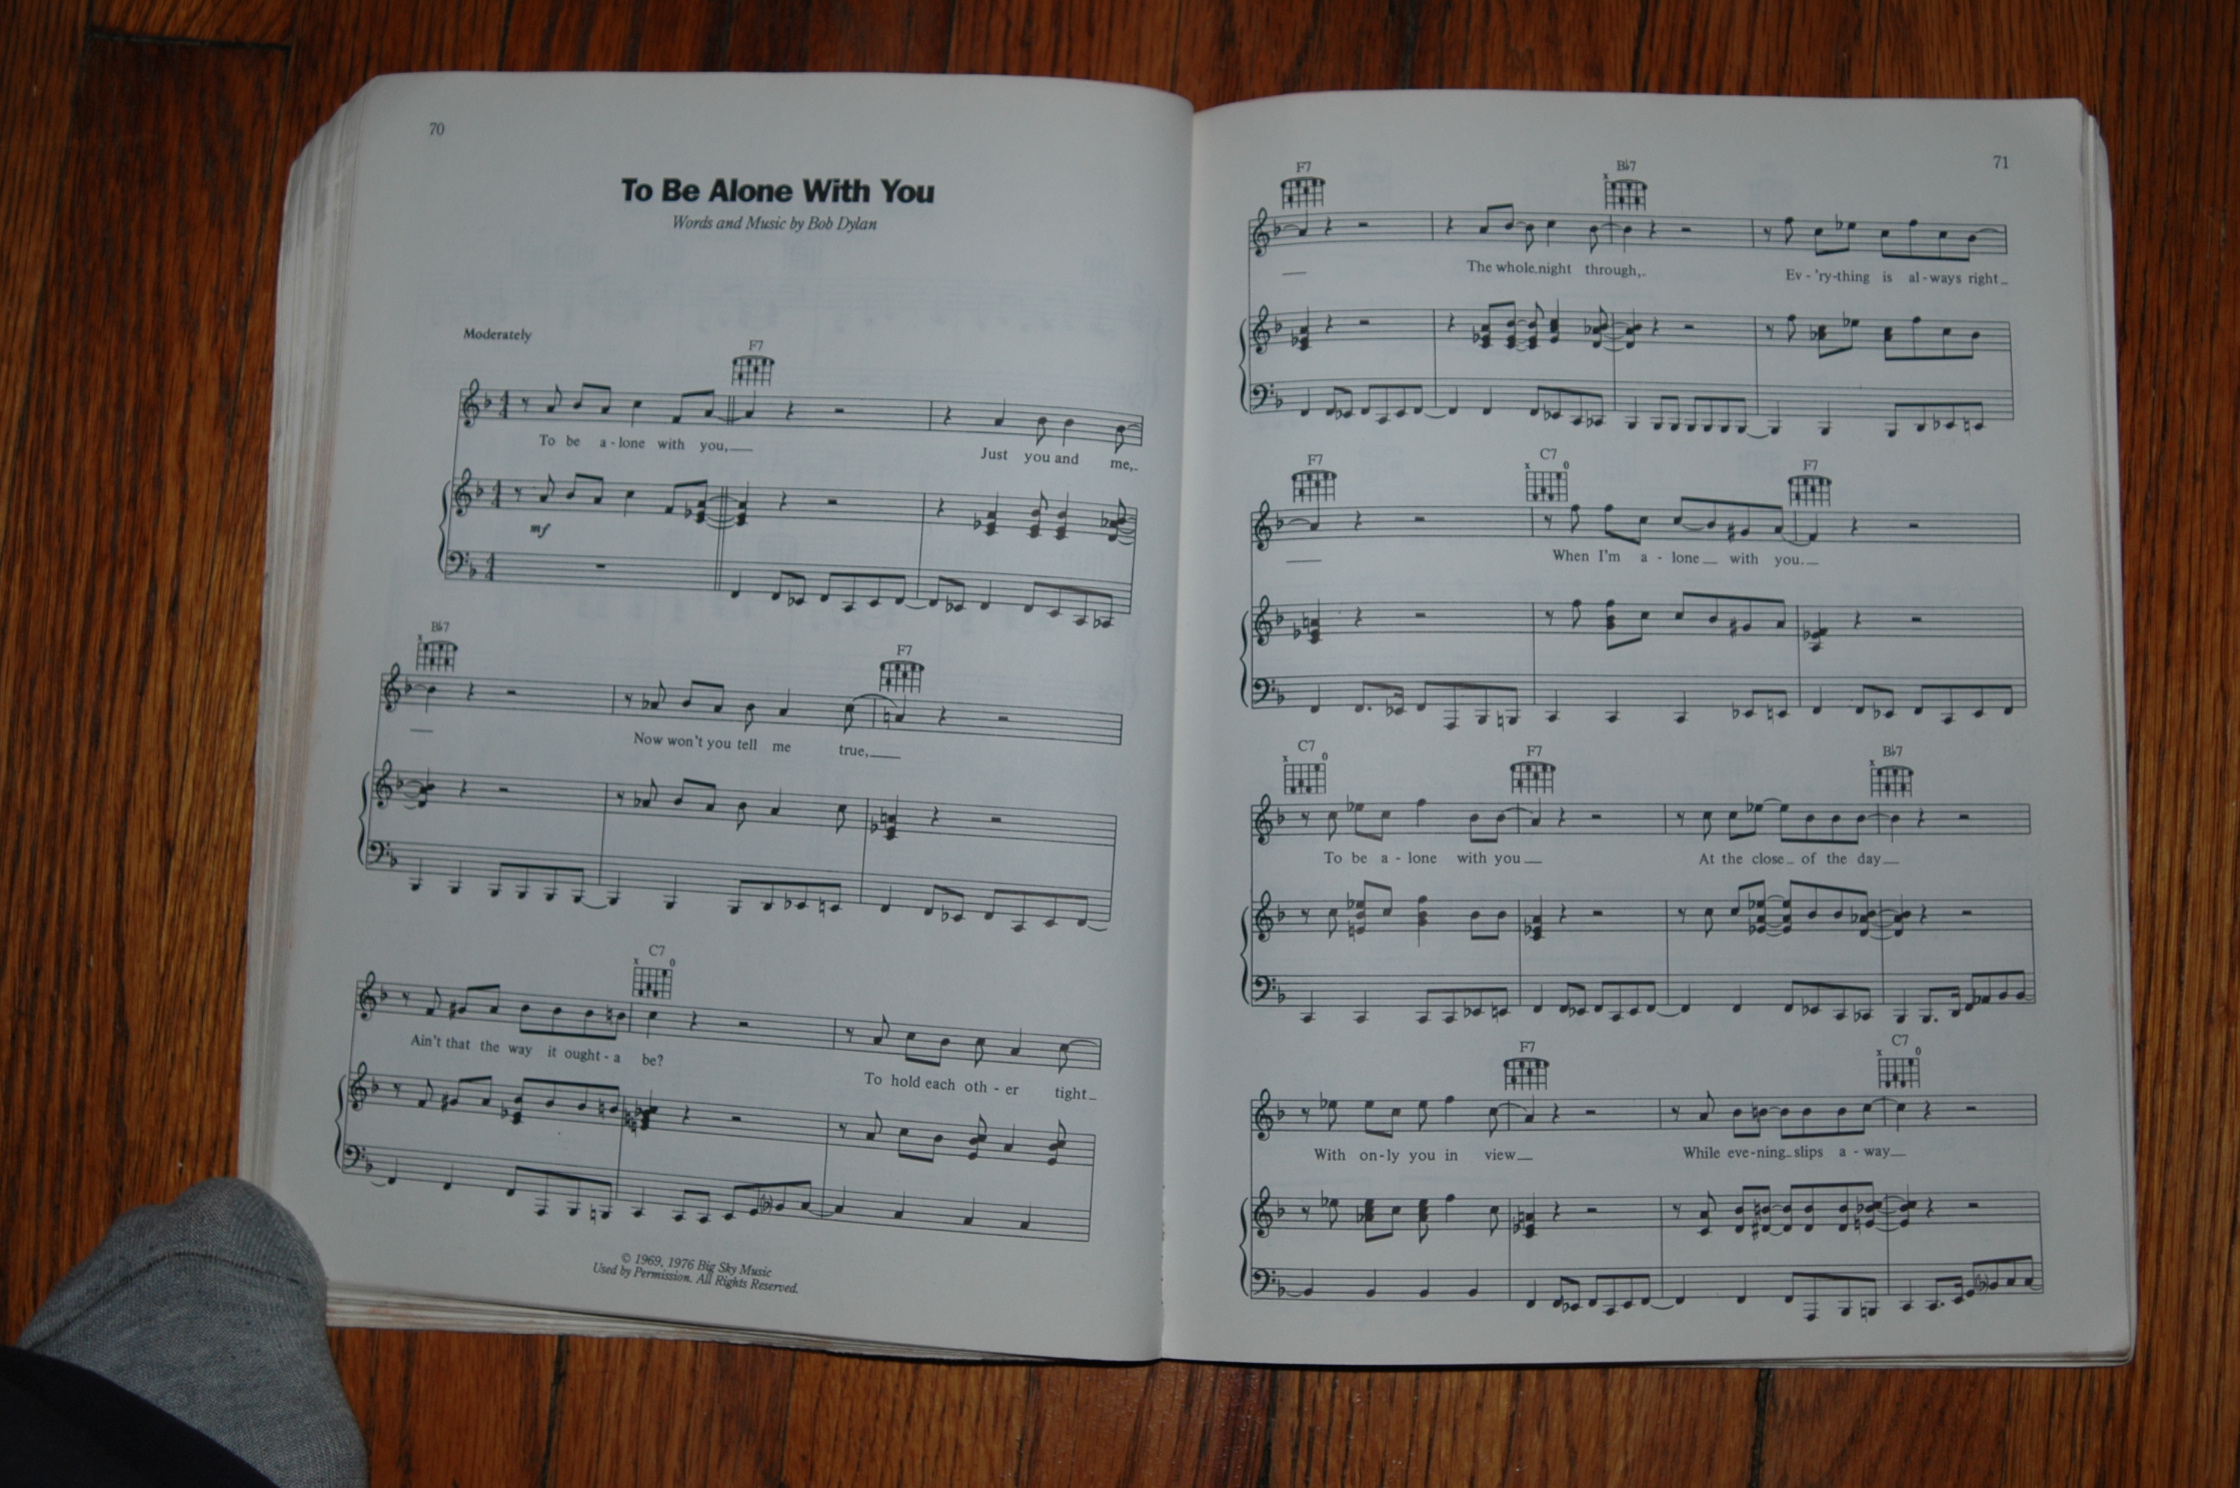 70
To Be Alone With You
Words and Music by Bob Dylan
Moderately
F7
mf
To be a - lone with you,
Just you and me,
B♭7
F7
Now won't you tell me true,
C7
Ain't that the way it ought - a be?
To hold each oth - er tight
© 1969, 1976 Big Sky Music
Used by Permission. All Rights Reserved.
71
F7
B♭7
The whole night through,
Ev - 'ry-thing is al - ways right
F7
C7
F7
When I'm a - lone with you.
C7
F7
B♭7
To be a - lone with you
At the close of the day
F7
C7
With on-ly you in view
While eve-ning slips a - way